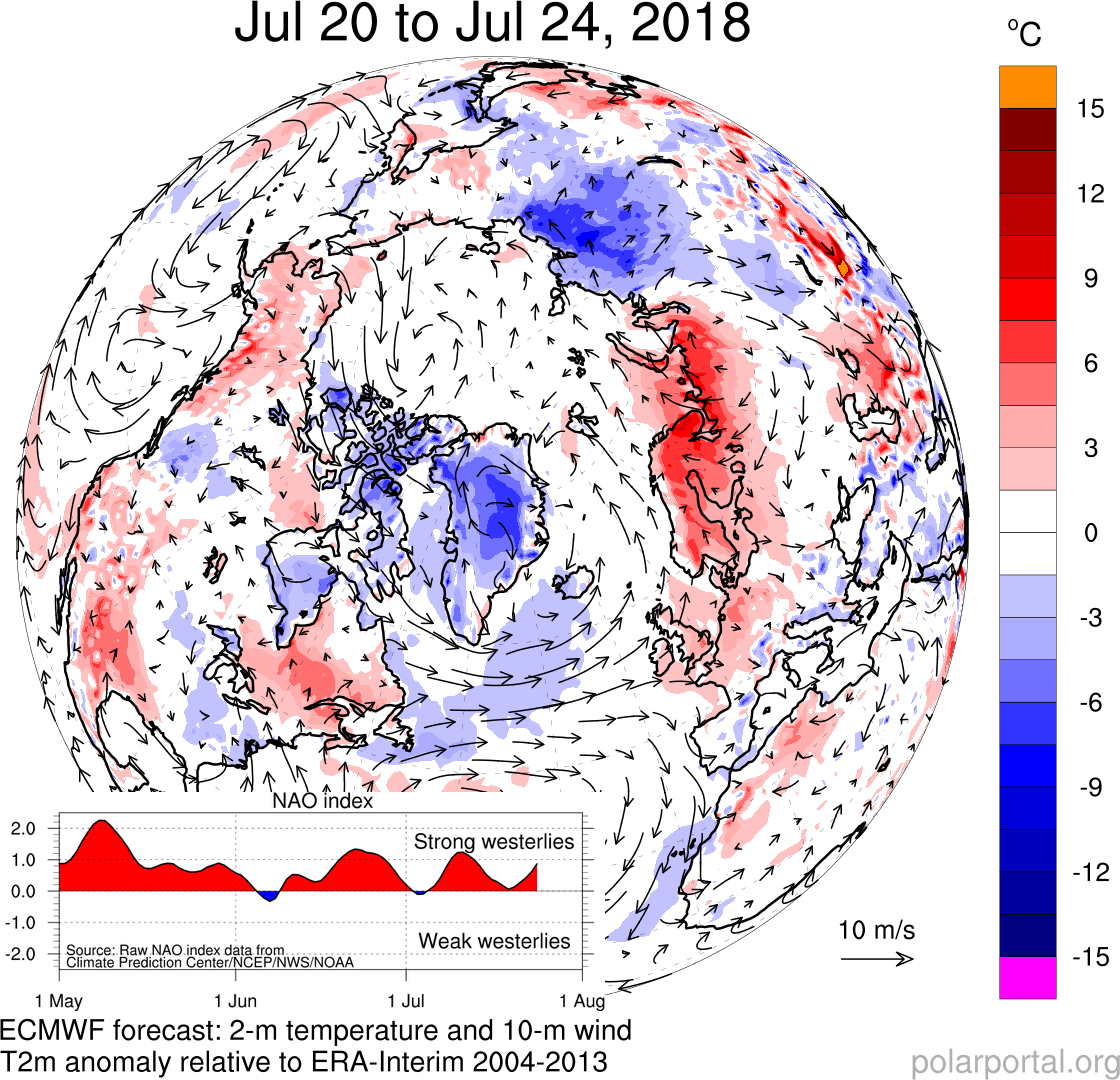 Jul 20 to Jul 24, 2018
oC
15
12
9
6
3
0
-3
-6
-9
-12
-15
10 m/s
NAO index
2.0
1.0
0.0
-1.0
-2.0
Strong westerlies
Weak westerlies
Source: Raw NAO index data from
Climate Prediction Center/NCEP/NWS/NOAA
1 May 1 Jun 1 Jul 1 Aug
ECMWF forecast: 2-m temperature and 10-m wind
T2m anomaly relative to ERA-Interim 2004-2013
polarportal.org